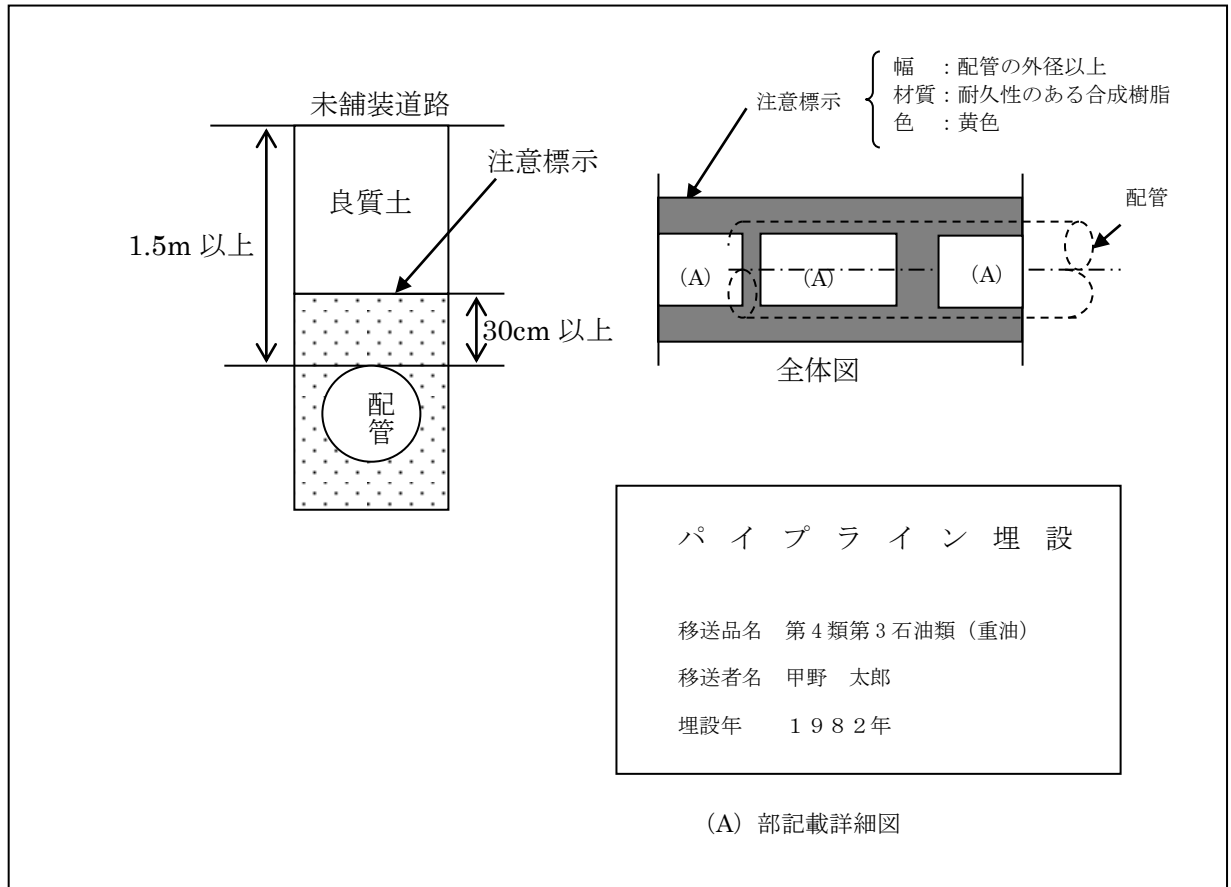 未舗装道路
注意標示
良質土
1.5m 以上
30cm 以上
配
管
注意標示
幅　：配管の外径以上
材質：耐久性のある合成樹脂
色　：黄色
配管
(A)
(A)
(A)
全体図
パイプライン埋設
移送品名　第４類第３石油類（重油）
移送者名　甲野　太郎
埋設年　　１９８２年
(A) 部記載詳細図